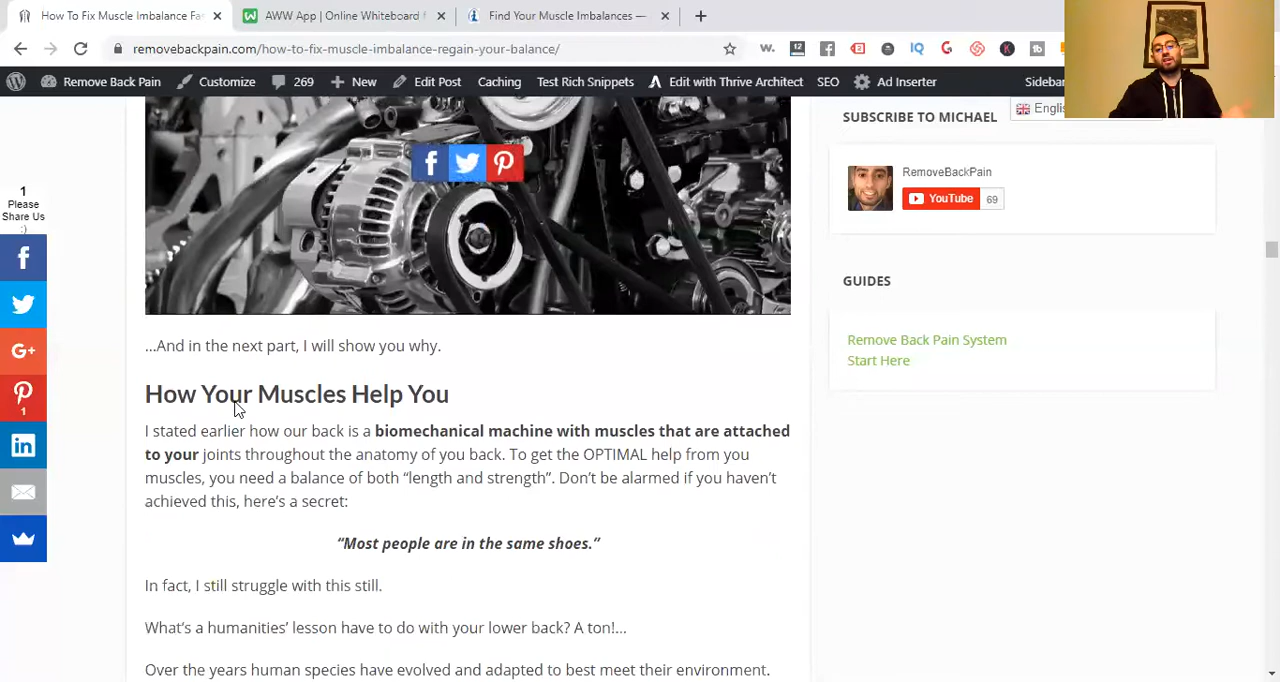 How To Fix Muscle Imbalance Fas
AWW App | Online Whiteboard f
Find Your Muscle Imbalances —
removebackpain.com/how-to-fix-muscle-imbalance-regain-your-balance/
w.
12
IQ
G
K
Remove Back Pain
Customize
269
New
Edit Post
Caching
Test Rich Snippets
Edit with Thrive Architect
SEO
Ad Inserter
Sidebar
Englis
1
Please
Share Us
:)
G+
1
in
...And in the next part, I will show you why.
How Your Muscles Help You
I stated earlier how our back is a biomechanical machine with muscles that are attached
to your joints throughout the anatomy of you back. To get the OPTIMAL help from you
muscles, you need a balance of both “length and strength”. Don’t be alarmed if you haven’t
achieved this, here’s a secret:
“Most people are in the same shoes.”
In fact, I still struggle with this still.
What’s a humanities’ lesson have to do with your lower back? A ton!...
Over the years human species have evolved and adapted to best meet their environment.
SUBSCRIBE TO MICHAEL
RemoveBackPain
YouTube
69
GUIDES
Remove Back Pain System
Start Here